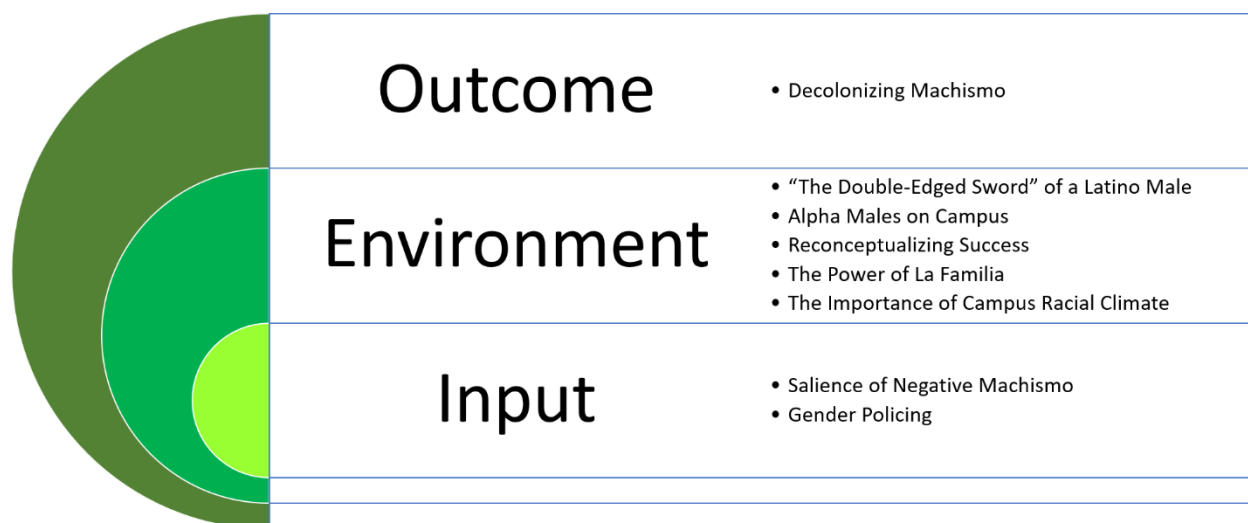 Outcome
• Decolonizing Machismo
Environment
• “The Double-Edged Sword” of a Latino Male
• Alpha Males on Campus
• Reconceptualizing Success
• The Power of La Familia
• The Importance of Campus Racial Climate
Input
• Salience of Negative Machismo
• Gender Policing